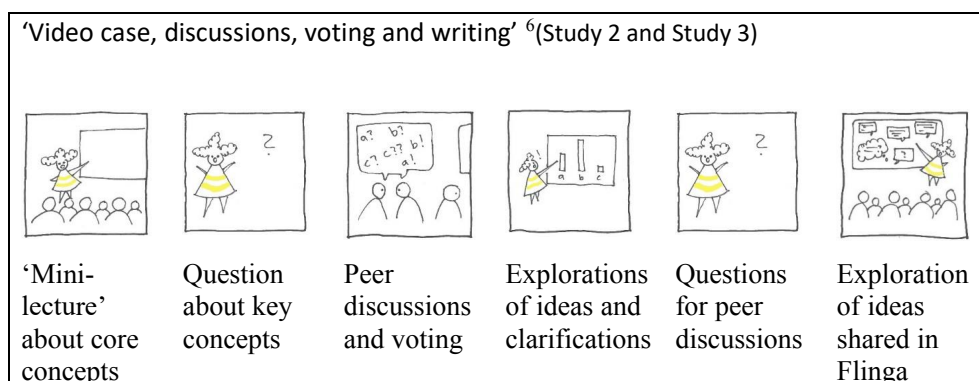 ‘Video case, discussions, voting and writing’ ⁶(Study 2 and Study 3)
?
a? b?
c? c?? b!
a!
!
a b c
?
?
‘Mini-
lecture’
about core
concepts
Question
about key
concepts
Peer
discussions
and voting
Explorations
of ideas and
clarifications
Questions
for peer
discussions
Exploration
of ideas
shared in
Flinga